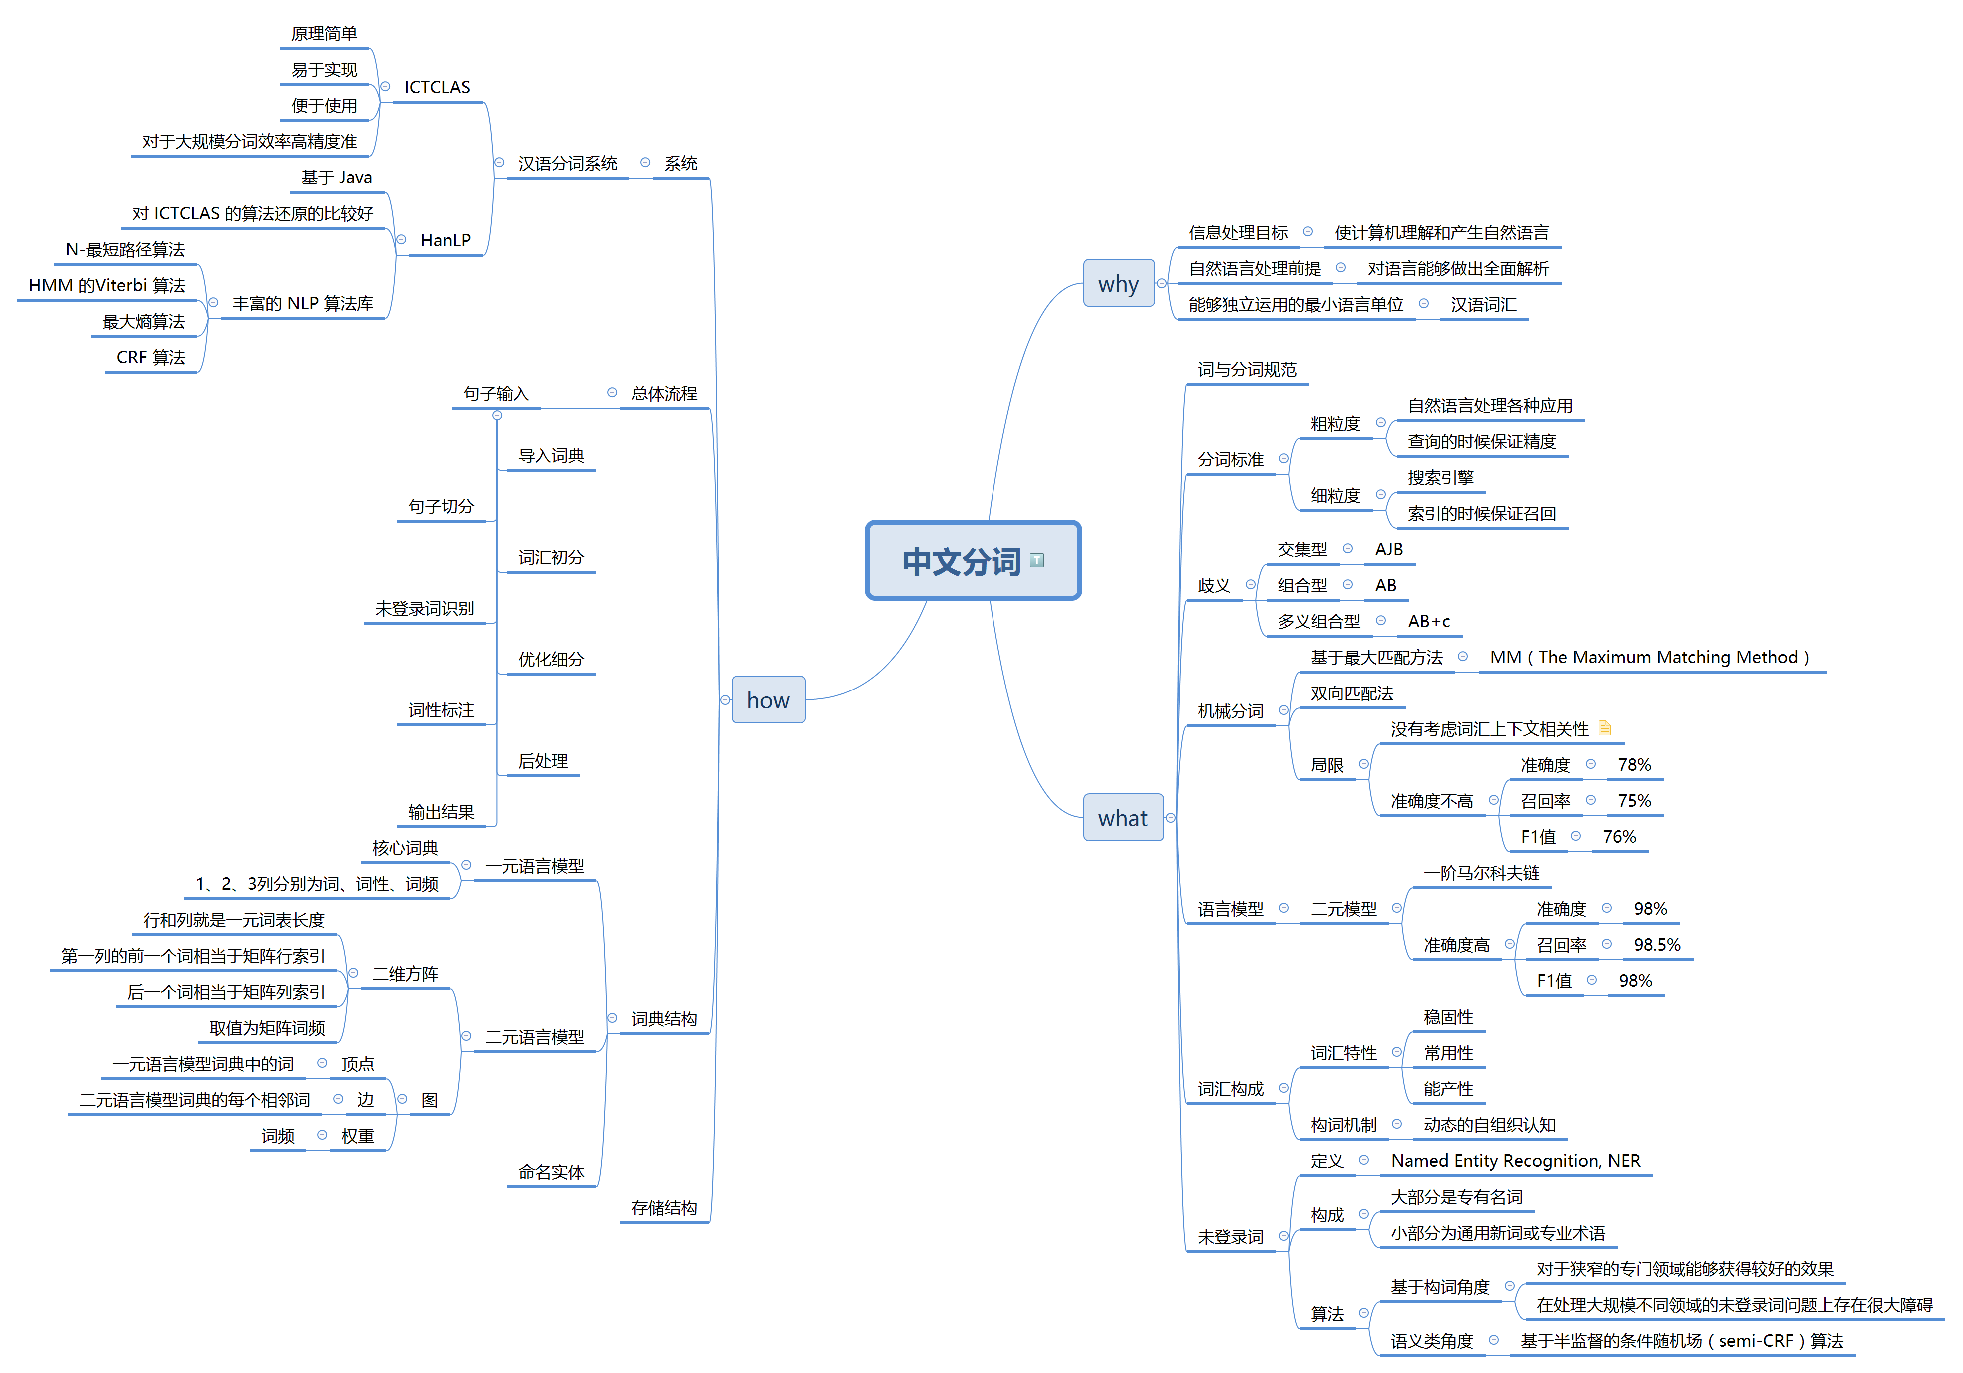 中文分词
why
信息处理目标
使计算机理解和产生自然语言
自然语言处理前提
对语言能够做出全面解析
能够独立运用的最小语言单位
汉语词汇
what
词与分词规范
分词标准
粗粒度
自然语言处理各种应用
查询的时候保证精度
细粒度
搜索引擎
索引的时候保证召回
歧义
交集型
AJB
组合型
AB
多义组合型
AB+c
机械分词
基于最大匹配方法
MM（The Maximum Matching Method）
双向匹配法
局限
没有考虑词汇上下文相关性
准确度不高
准确度
78%
召回率
75%
F1值
76%
语言模型
二元模型
一阶马尔科夫链
准确度高
准确度
98%
召回率
98.5%
F1值
98%
词汇构成
词汇特性
稳固性
常用性
能产性
构词机制
动态的自组织认知
未登录词
定义
Named Entity Recognition, NER
构成
大部分是专有名词
小部分为通用新词或专业术语
算法
基于构词角度
对于狭窄的专门领域能够获得较好的效果
在处理大规模不同领域的未登录词问题上存在很大障碍
语义类角度
基于半监督的条件随机场（semi-CRF）算法
how
系统
汉语分词系统
ICTCLAS
原理简单
易于实现
便于使用
对于大规模分词效率高精度准
HanLP
基于 Java
对 ICTCLAS 的算法还原的比较好
丰富的 NLP 算法库
N-最短路径算法
HMM 的Viterbi 算法
最大熵算法
CRF 算法
总体流程
句子输入
导入词典
句子切分
词汇初分
未登录词识别
优化细分
词性标注
后处理
输出结果
词典结构
一元语言模型
核心词典
1、2、3列分别为词、词性、词频
二元语言模型
二维方阵
行和列就是一元词表长度
第一列的前一个词相当于矩阵行索引
后一个词相当于矩阵列索引
取值为矩阵词频
图
顶点
一元语言模型词典中的词
边
二元语言模型词典的每个相邻词
权重
词频
命名实体
存储结构